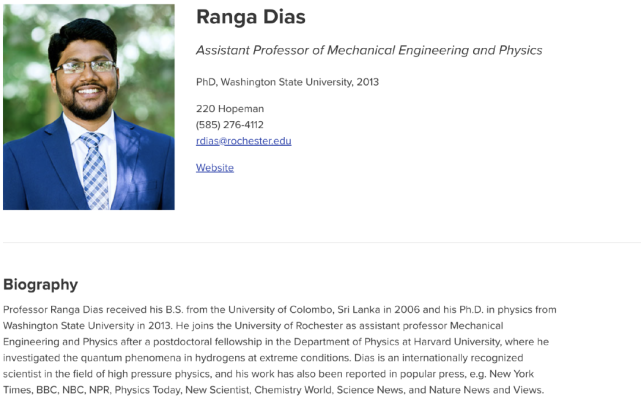 Ranga Dias
Assistant Professor of Mechanical Engineering and Physics
PhD, Washington State University, 2013
220 Hopeman
(585) 276-4112
rdias@rochester.edu
Website
Biography
Professor Ranga Dias received his B.S. from the University of Colombo, Sri Lanka in 2006 and his Ph.D. in physics from
Washington State University in 2013. He joins the University of Rochester as assistant professor Mechanical
Engineering and Physics after a postdoctoral fellowship in the Department of Physics at Harvard University, where he
investigated the quantum phenomena in hydrogens at extreme conditions. Dias is an internationally recognized
scientist in the field of high pressure physics, and his work has also been reported in popular press, e.g. New York
Times, BBC, NBC, NPR, Physics Today, New Scientist, Chemistry World, Science News, and Nature News and Views.